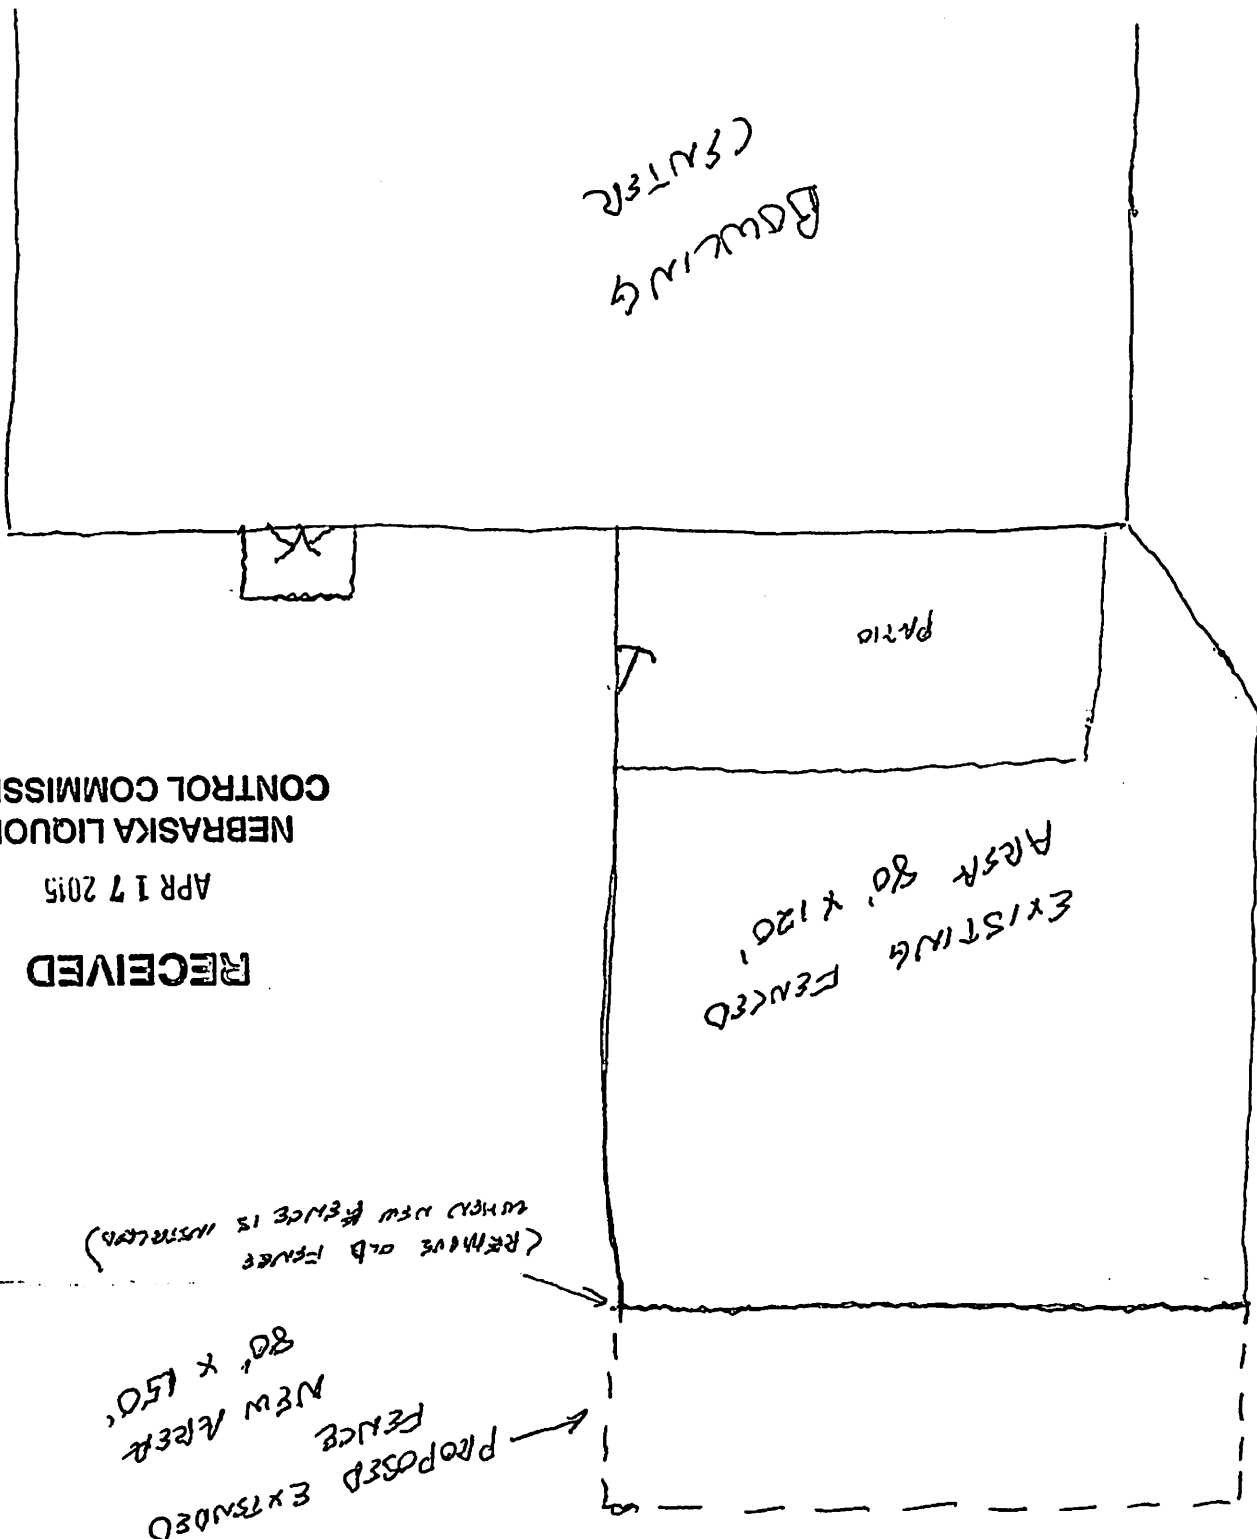 PROPOSED EXTENDED
FENCE
NEW AREA
80' X 150'
(REMOVE OLD FENCE
WHEN NEW FENCE IS INSTALLED)
RECEIVED
APR 17 2015
NEBRASKA LIQUOR
CONTROL COMMISSI
EXISTING FENCED
AREA 80' X 120'
PATIO
BOWLING
CENTER